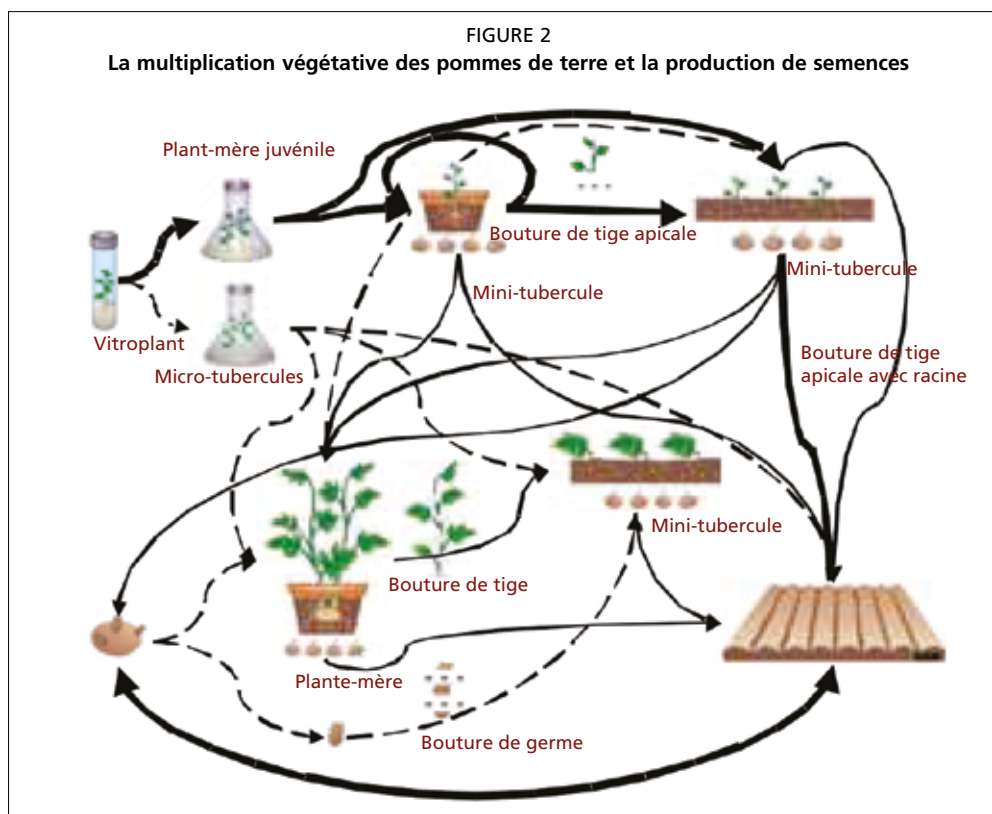 FIGURE 2
La multiplication végétative des pommes de terre et la production de semences
Plant-mère juvénile
Bouture de tige apicale
Mini-tubercule
Mini-tubercule
Vitroplant
Micro-tubercules
Bouture de tige
apicale avec racine
Mini-tubercule
Bouture de tige
Plante-mère
Bouture de germe